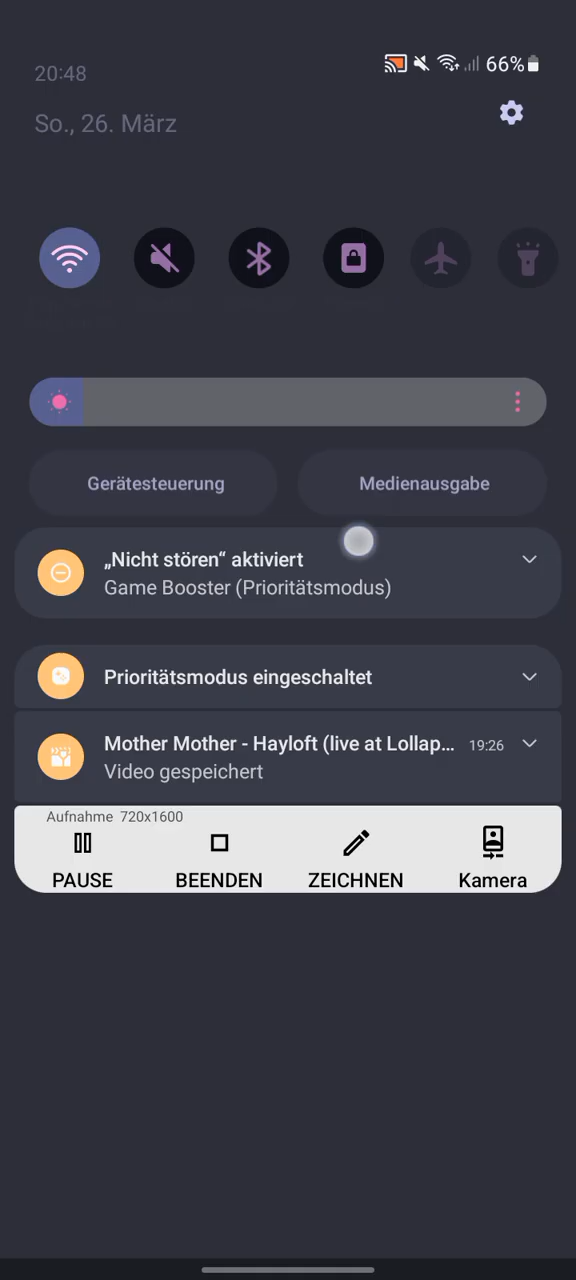 20:48
66%
So., 26. März
Gerätesteuerung
Medienausgabe
„Nicht stören“ aktiviert
Game Booster (Prioritätsmodus)
Prioritätsmodus eingeschaltet
Mother Mother - Hayloft (live at Lollap... 19:26
Video gespeichert
Aufnahme 720x1600
PAUSE
BEENDEN
ZEICHNEN
Kamera